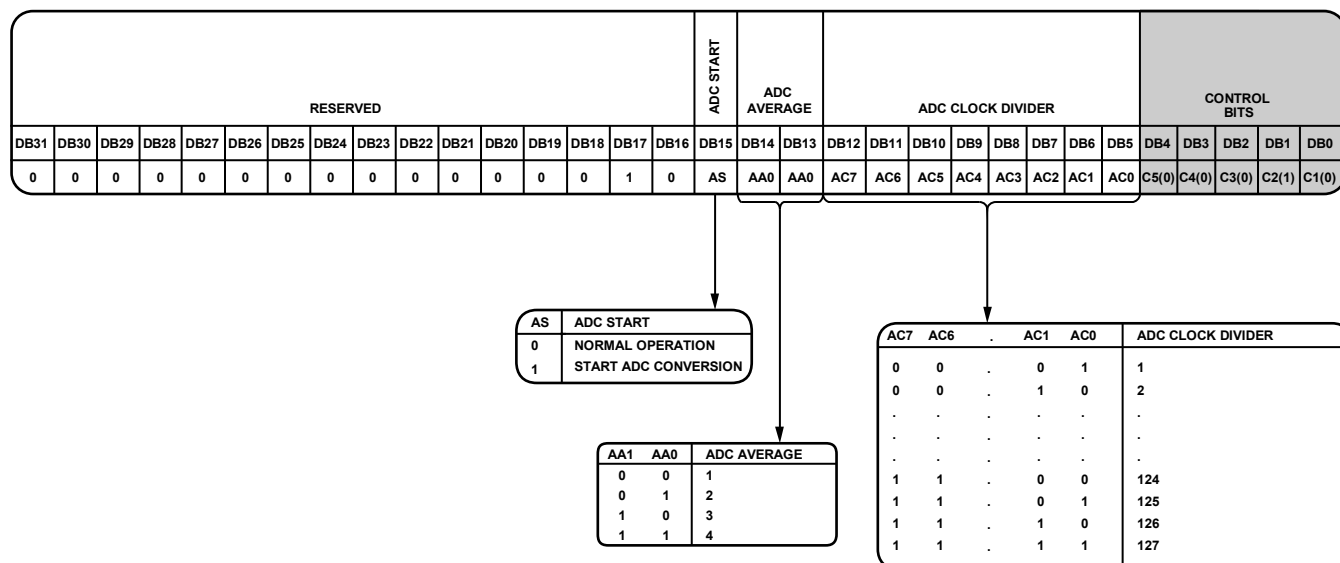 RESERVED ADC START ADC AVERAGE ADC CLOCK DIVIDER CONTROL BITS
DB31 DB30 DB29 DB28 DB27 DB26 DB25 DB24 DB23 DB22 DB21 DB20 DB19 DB18 DB17 DB16 DB15 DB14 DB13 DB12 DB11 DB10 DB9 DB8 DB7 DB6 DB5 DB4 DB3 DB2 DB1 DB0
0 0 0 0 0 0 0 0 0 0 0 0 0 0 1 0 AS AA0 AA0 AC7 AC6 AC5 AC4 AC3 AC2 AC1 AC0 C5(0) C4(0) C3(0) C2(1) C1(0)
AS ADC START
0 NORMAL OPERATION
1 START ADC CONVERSION
AA1 AA0 ADC AVERAGE
0 0 1
0 1 2
1 0 3
1 1 4
AC7 AC6 . AC1 AC0 ADC CLOCK DIVIDER
0 0 . 0 1 1
0 0 . 1 0 2
. . . . . .
. . . . . .
. . . . . .
1 1 . 0 0 124
1 1 . 0 1 125
1 1 . 1 0 126
1 1 . 1 1 127